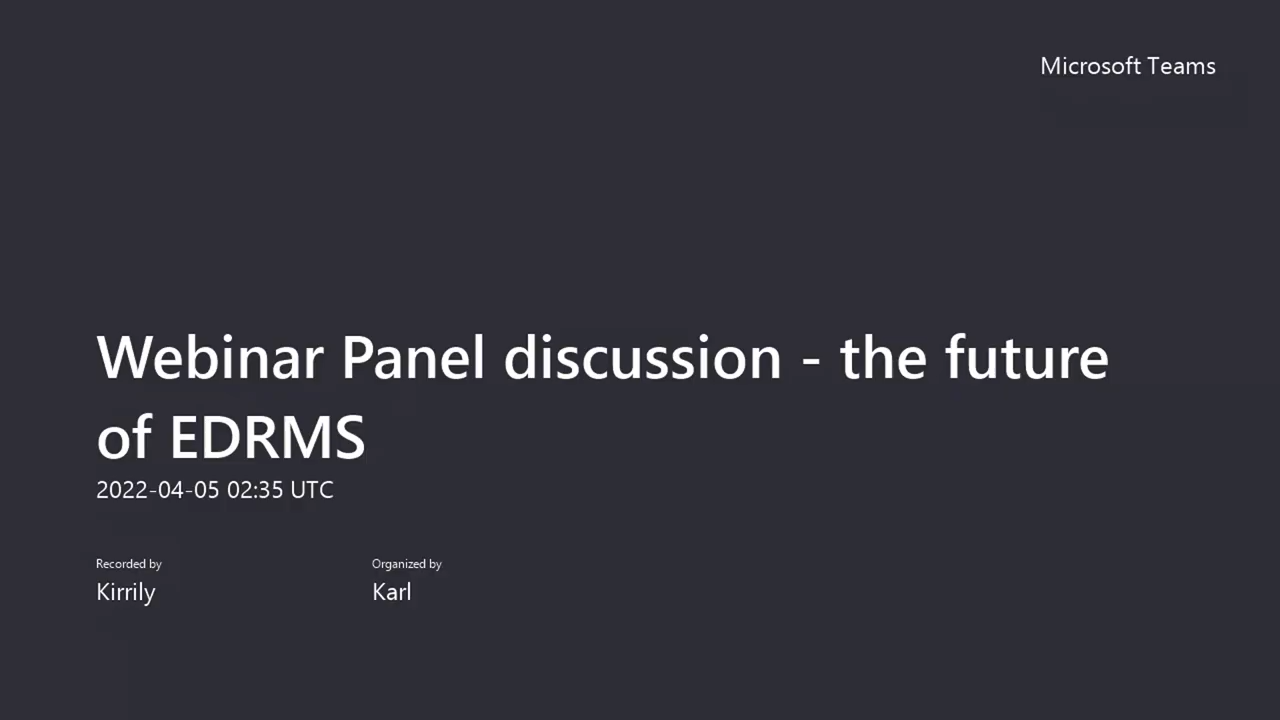 Microsoft Teams
Webinar Panel discussion - the future
of EDRMS
2022-04-05 02:35 UTC
Recorded by
Kirrily
Organized by
Karl